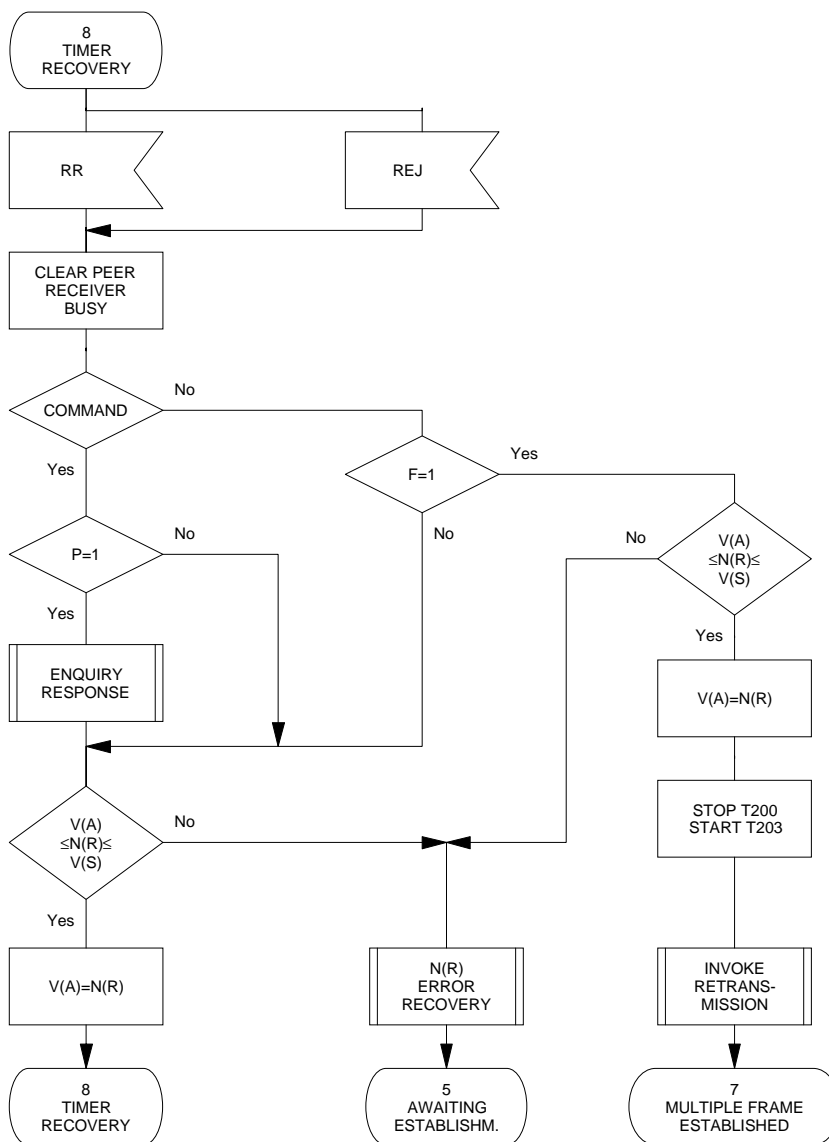 8
TIMER
RECOVERY
RR
REJ
CLEAR PEER
RECEIVER
BUSY
COMMAND
No
Yes
F=1
Yes
No
P=1
No
Yes
V(A)
≤N(R)≤
V(S)
No
Yes
ENQUIRY
RESPONSE
V(A)=N(R)
STOP T200
START T203
V(A)
≤N(R)≤
V(S)
No
Yes
V(A)=N(R)
N(R)
ERROR
RECOVERY
INVOKE
RETRANS-
MISSION
8
TIMER
RECOVERY
5
AWAITING
ESTABLISHM.
7
MULTIPLE FRAME
ESTABLISHED